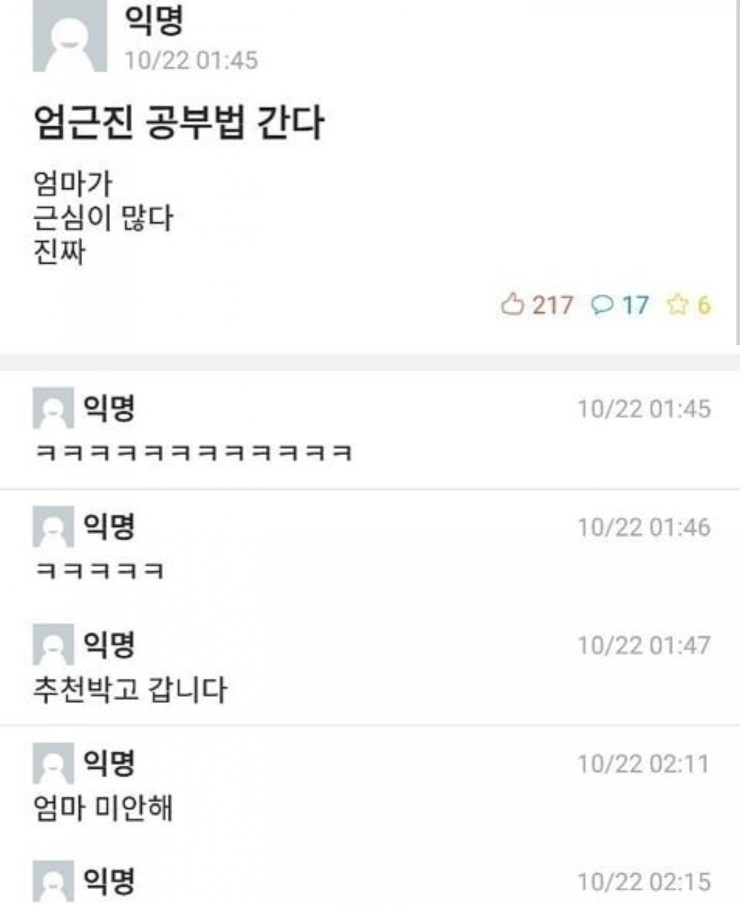 익명
10/22 01:45
엄근진 공부법 간다
엄마가
근심이 많다
진짜
217 17 6
익명 10/22 01:45
ㅋㅋㅋㅋㅋㅋㅋㅋㅋㅋㅋㅋ
익명 10/22 01:46
ㅋㅋㅋㅋㅋ
익명 10/22 01:47
추천박고 갑니다
익명 10/22 02:11
엄마 미안해
익명 10/22 02:15